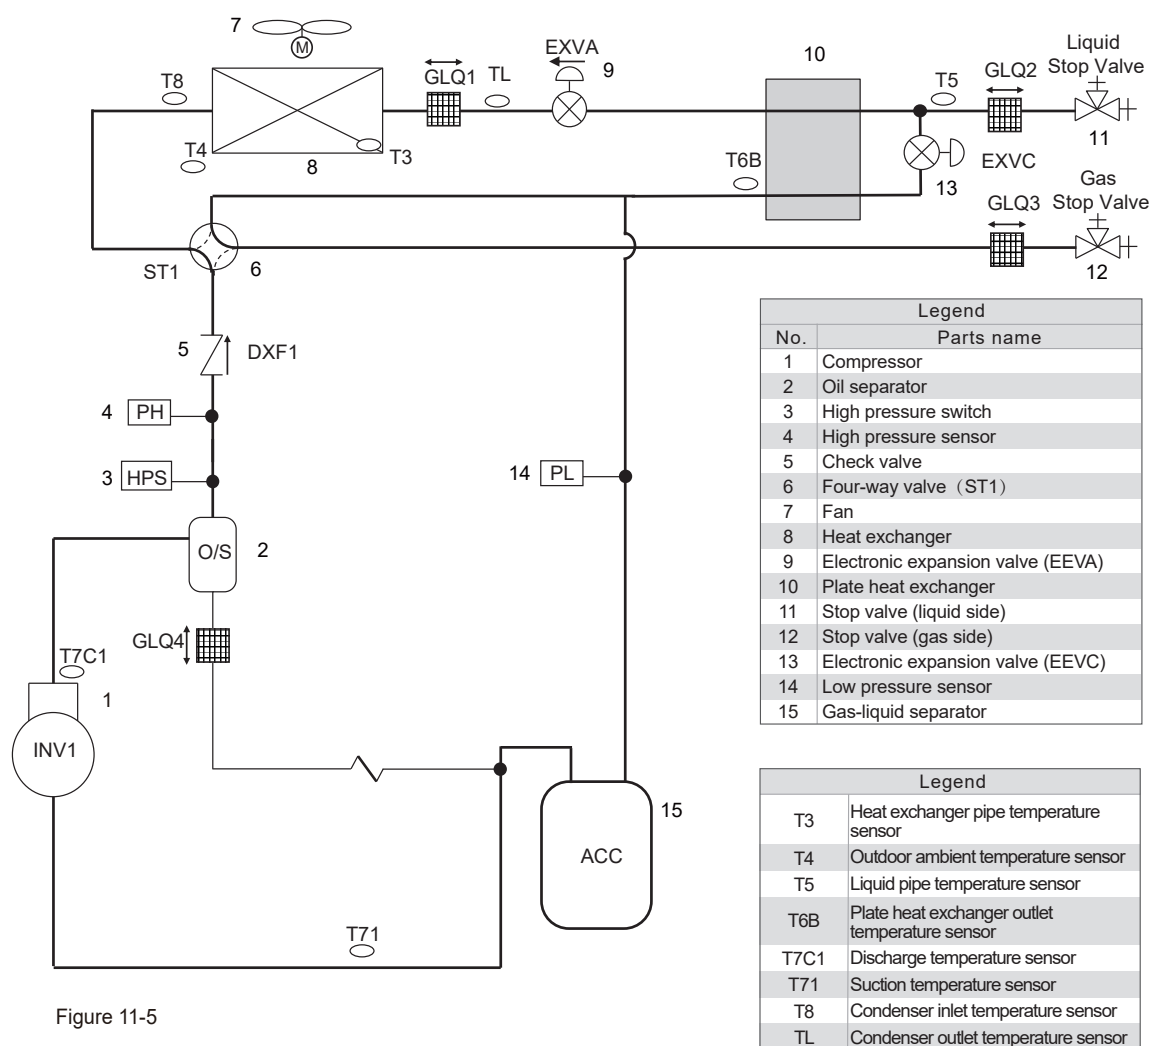 7
M
EXVA
9
10
Liquid
Stop Valve
T8
GLQ1
TL
T5
GLQ2
T4
8
T3
T6B
13
EXVC
11
Gas
GLQ3
Stop Valve
ST1
6
12
5
DXF1
4
PH
3
HPS
14
PL
O/S
2
GLQ4
T7C1
1
INV1
15
ACC
T71
Figure 11-5
Legend
No. Parts name
1 Compressor
2 Oil separator
3 High pressure switch
4 High pressure sensor
5 Check valve
6 Four-way valve（ST1）
7 Fan
8 Heat exchanger
9 Electronic expansion valve (EEVA)
10 Plate heat exchanger
11 Stop valve (liquid side)
12 Stop valve (gas side)
13 Electronic expansion valve (EEVC)
14 Low pressure sensor
15 Gas-liquid separator
Legend
T3 Heat exchanger pipe temperature
sensor
T4 Outdoor ambient temperature sensor
T5 Liquid pipe temperature sensor
T6B Plate heat exchanger outlet
temperature sensor
T7C1 Discharge temperature sensor
T71 Suction temperature sensor
T8 Condenser inlet temperature sensor
TL Condenser outlet temperature sensor